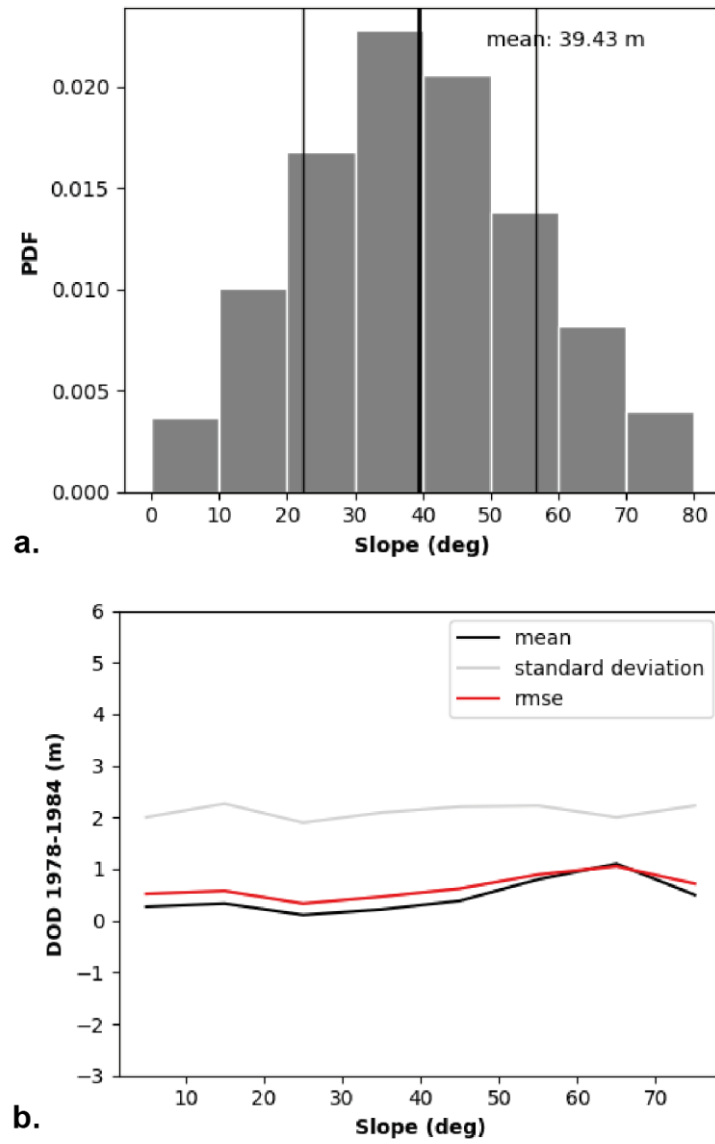 mean: 39.43 m
0.020
0.015
0.010
0.005
0.000
PDF
0 10 20 30 40 50 60 70 80
Slope (deg)
a.
6
5
4
3
2
1
0
−1
−2
−3
DOD 1978-1984 (m)
mean
standard deviation
rmse
10 20 30 40 50 60 70
Slope (deg)
b.